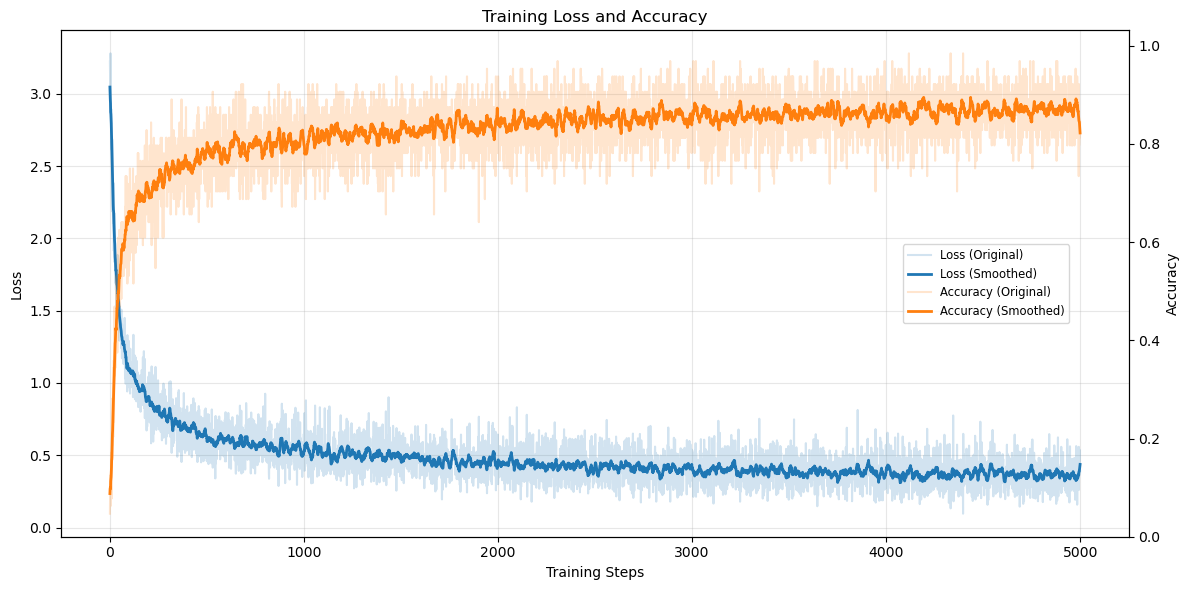 Training Loss and Accuracy
3.0
2.5
2.0
1.5
1.0
0.5
0.0
Loss
1.0
0.8
0.6
0.4
0.2
0.0
Accuracy
Loss (Original)
Loss (Smoothed)
Accuracy (Original)
Accuracy (Smoothed)
0 1000 2000 3000 4000 5000
Training Steps